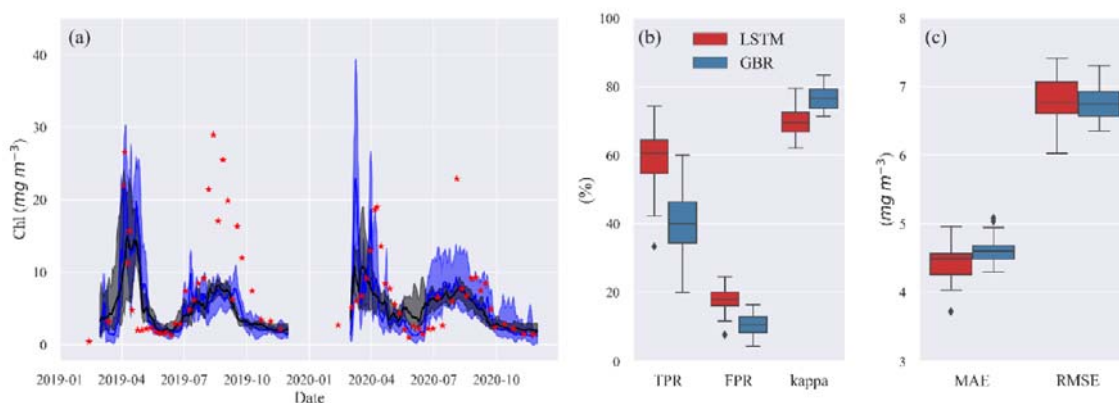 (a)
40
30
20
10
0
Chl (mg m⁻³)
2019-01 2019-04 2019-07 2019-10 2020-01 2020-04 2020-07 2020-10
Date
(b)
LSTM
GBR
100
80
60
40
20
0
(%)
TPR FPR kappa
(c)
8
7
6
5
4
3
(mg m⁻³)
MAE RMSE